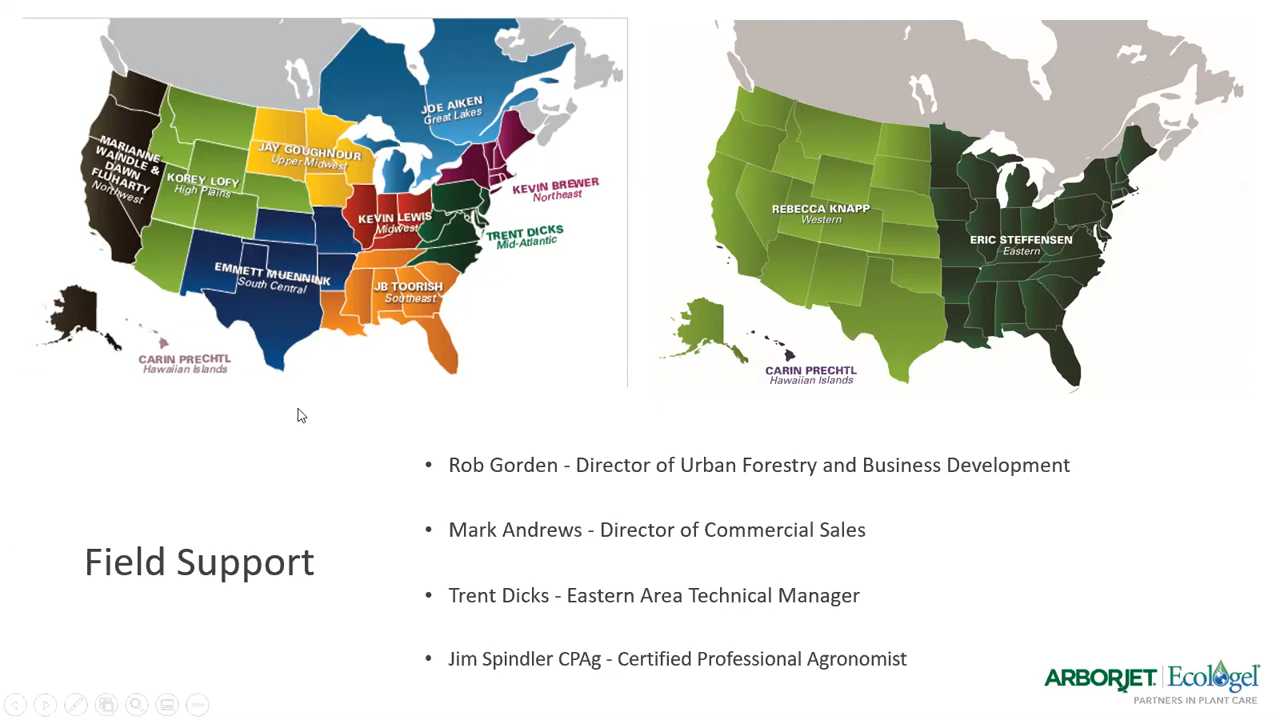 JOE AIKEN
Great Lakes
JAY GOUGHNOUR
Upper Midwest
MARIANNE
WAINDLE &
DAWN
FLUHARTY
Northwest
KOREY LOFY
High Plains
KEVIN BREWER
Northeast
KEVIN LEWIS
Midwest
TRENT DICKS
Mid-Atlantic
EMMETT MUENNINK
South Central
JB TOORISH
Southeast
CARIN PRECHTL
Hawaiian Islands
REBECCA KNAPP
Western
ERIC STEFFENSEN
Eastern
CARIN PRECHTL
Hawaiian Islands
Field Support
• Rob Gorden - Director of Urban Forestry and Business Development
• Mark Andrews - Director of Commercial Sales
• Trent Dicks - Eastern Area Technical Manager
• Jim Spindler CPAg - Certified Professional Agronomist
ARBORJET | Ecologel
PARTNERS IN PLANT CARE